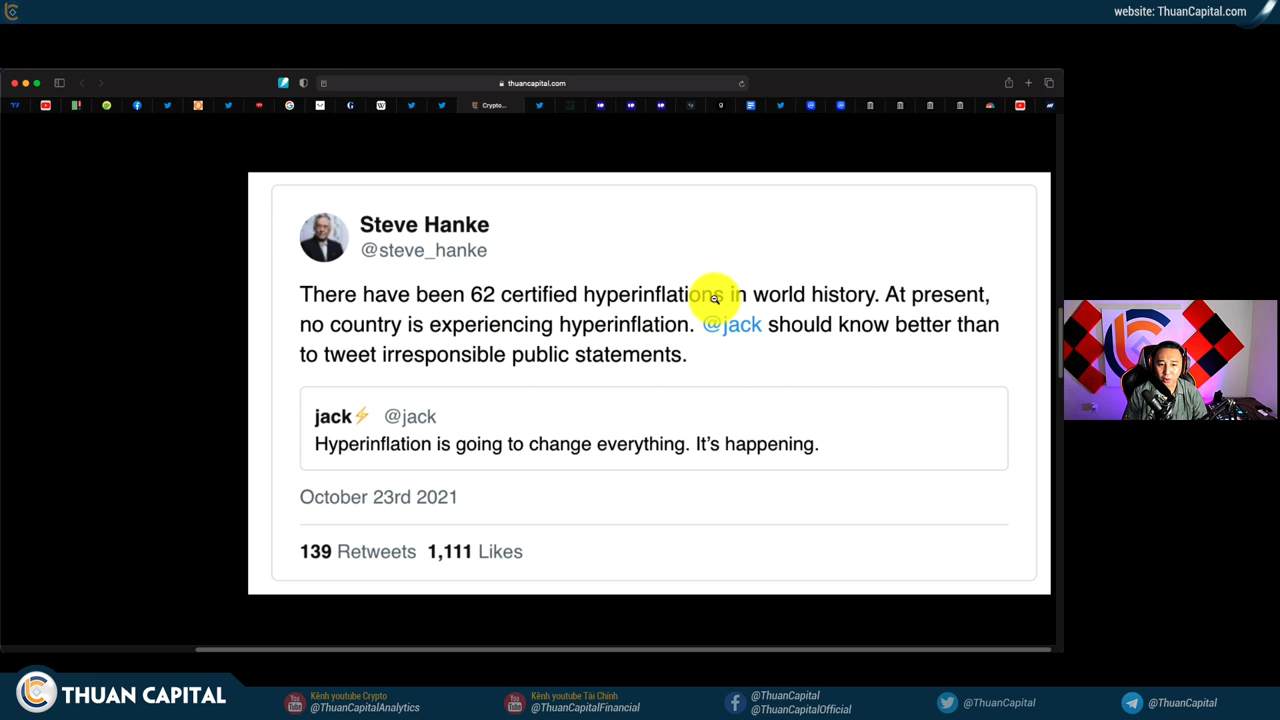 website: ThuanCapital.com
thuancapital.com
Crypto...
Steve Hanke
@steve_hanke
There have been 62 certified hyperinflations in world history. At present,
no country is experiencing hyperinflation. @jack should know better than
to tweet irresponsible public statements.
jack⚡ @jack
Hyperinflation is going to change everything. It's happening.
October 23rd 2021
139 Retweets 1,111 Likes
THUAN CAPITAL
Kênh youtube Crypto
@ThuanCapitalAnalytics
Kênh youtube Tài Chính
@ThuanCapitalFinancial
@ThuanCapital
@ThuanCapitalOfficial
@ThuanCapital
@ThuanCapital